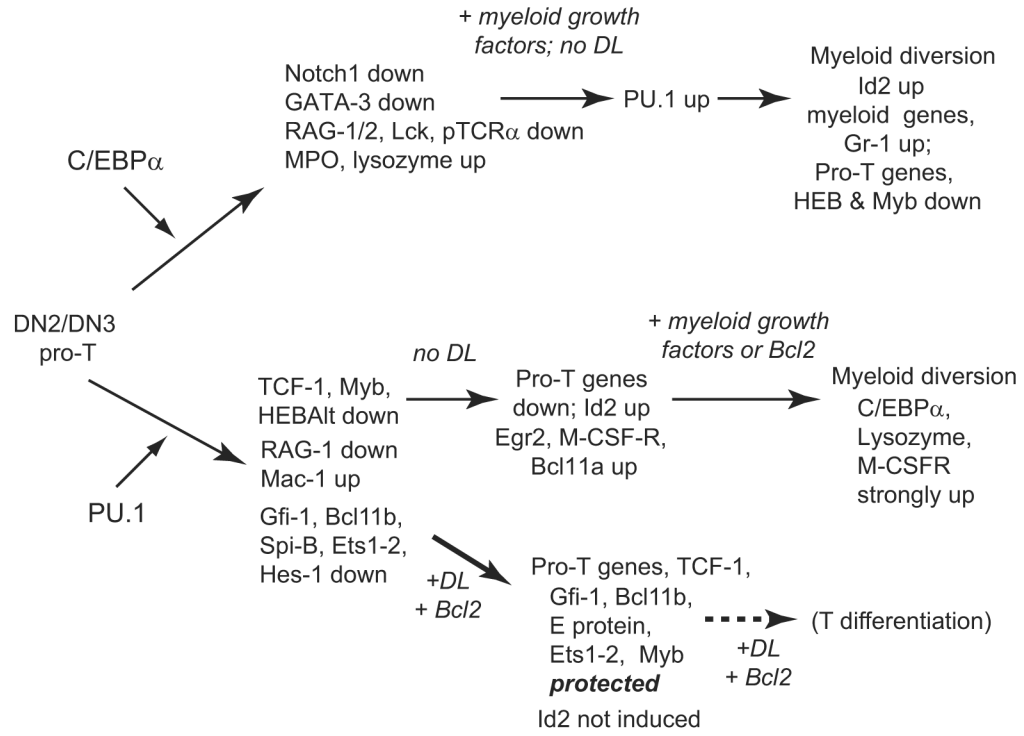 + myeloid growth
factors; no DL
Notch1 down
GATA-3 down
RAG-1/2, Lck, pTCRα down
MPO, lysozyme up
PU.1 up
Myeloid diversion
Id2 up
myeloid genes,
Gr-1 up;
Pro-T genes,
HEB & Myb down
C/EBPα
DN2/DN3
pro-T
PU.1
TCF-1, Myb,
HEBAlt down
RAG-1 down
Mac-1 up
Gfi-1, Bcl11b,
Spi-B, Ets1-2,
Hes-1 down
no DL
Pro-T genes
down; Id2 up
Egr2, M-CSF-R,
Bcl11a up
+ myeloid growth
factors or Bcl2
Myeloid diversion
C/EBPα,
Lysozyme,
M-CSFR
strongly up
+DL
+ Bcl2
Pro-T genes, TCF-1,
Gfi-1, Bcl11b,
E protein,
Ets1-2, Myb
protected
Id2 not induced
+DL
+ Bcl2
(T differentiation)